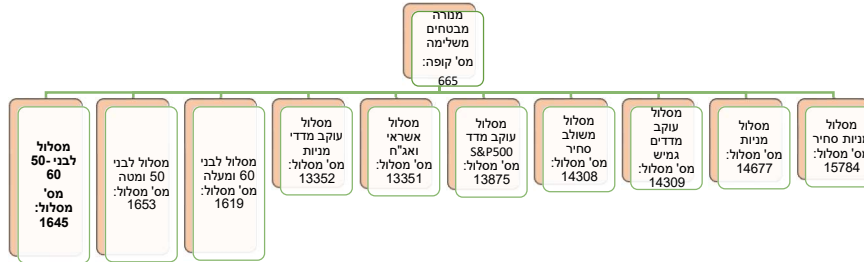 מנורה
מבטחים
משלימה
מס' קופה:
665
מניות סחיר
מס' מסלול:
15784
מסלול
מניות
מס' מסלול:
14677
מסלול
עוקב
מדדים
גמיש
מס' מסלול:
14309
מסלול
משולב
סחיר
מס' מסלול:
14308
מסלול
עוקב מדד
S&P500
מס' מסלול:
13875
מסלול
אשראי
ואג"ח
מס' מסלול:
13351
מסלול
עוקב מדדי
מניות
מס' מסלול:
13352
מסלול לבני
60 ומעלה
מס' מסלול:
1619
מסלול לבני
50 ומטה
מס' מסלול:
1653
מסלול
לבני 50-
60
מס'
מסלול:
1645